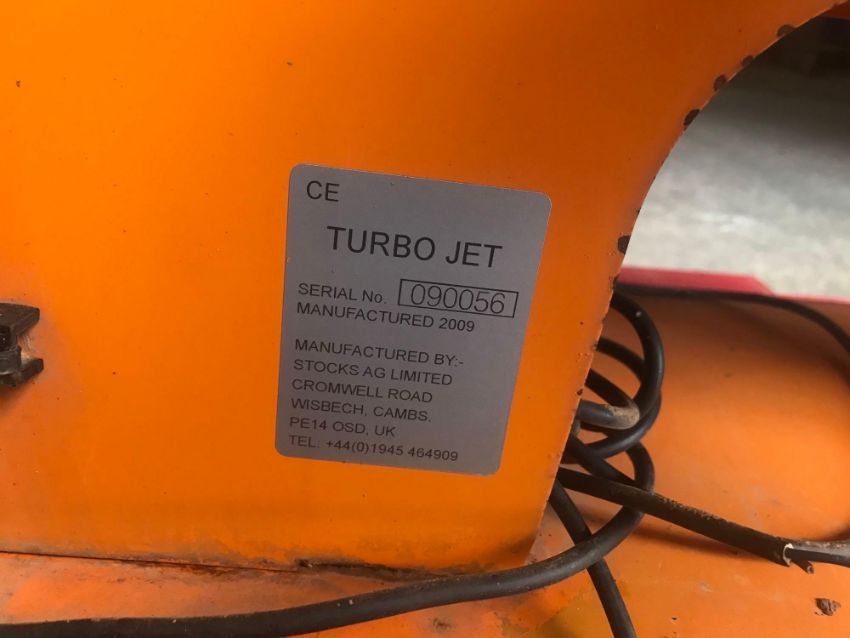 CE
TURBO JET
SERIAL No. 090056
MANUFACTURED 2009
MANUFACTURED BY:-
STOCKS AG LIMITED
CROMWELL ROAD
WISBECH, CAMBS.
PE14 OSD, UK
TEL: +44(0)1945 464909